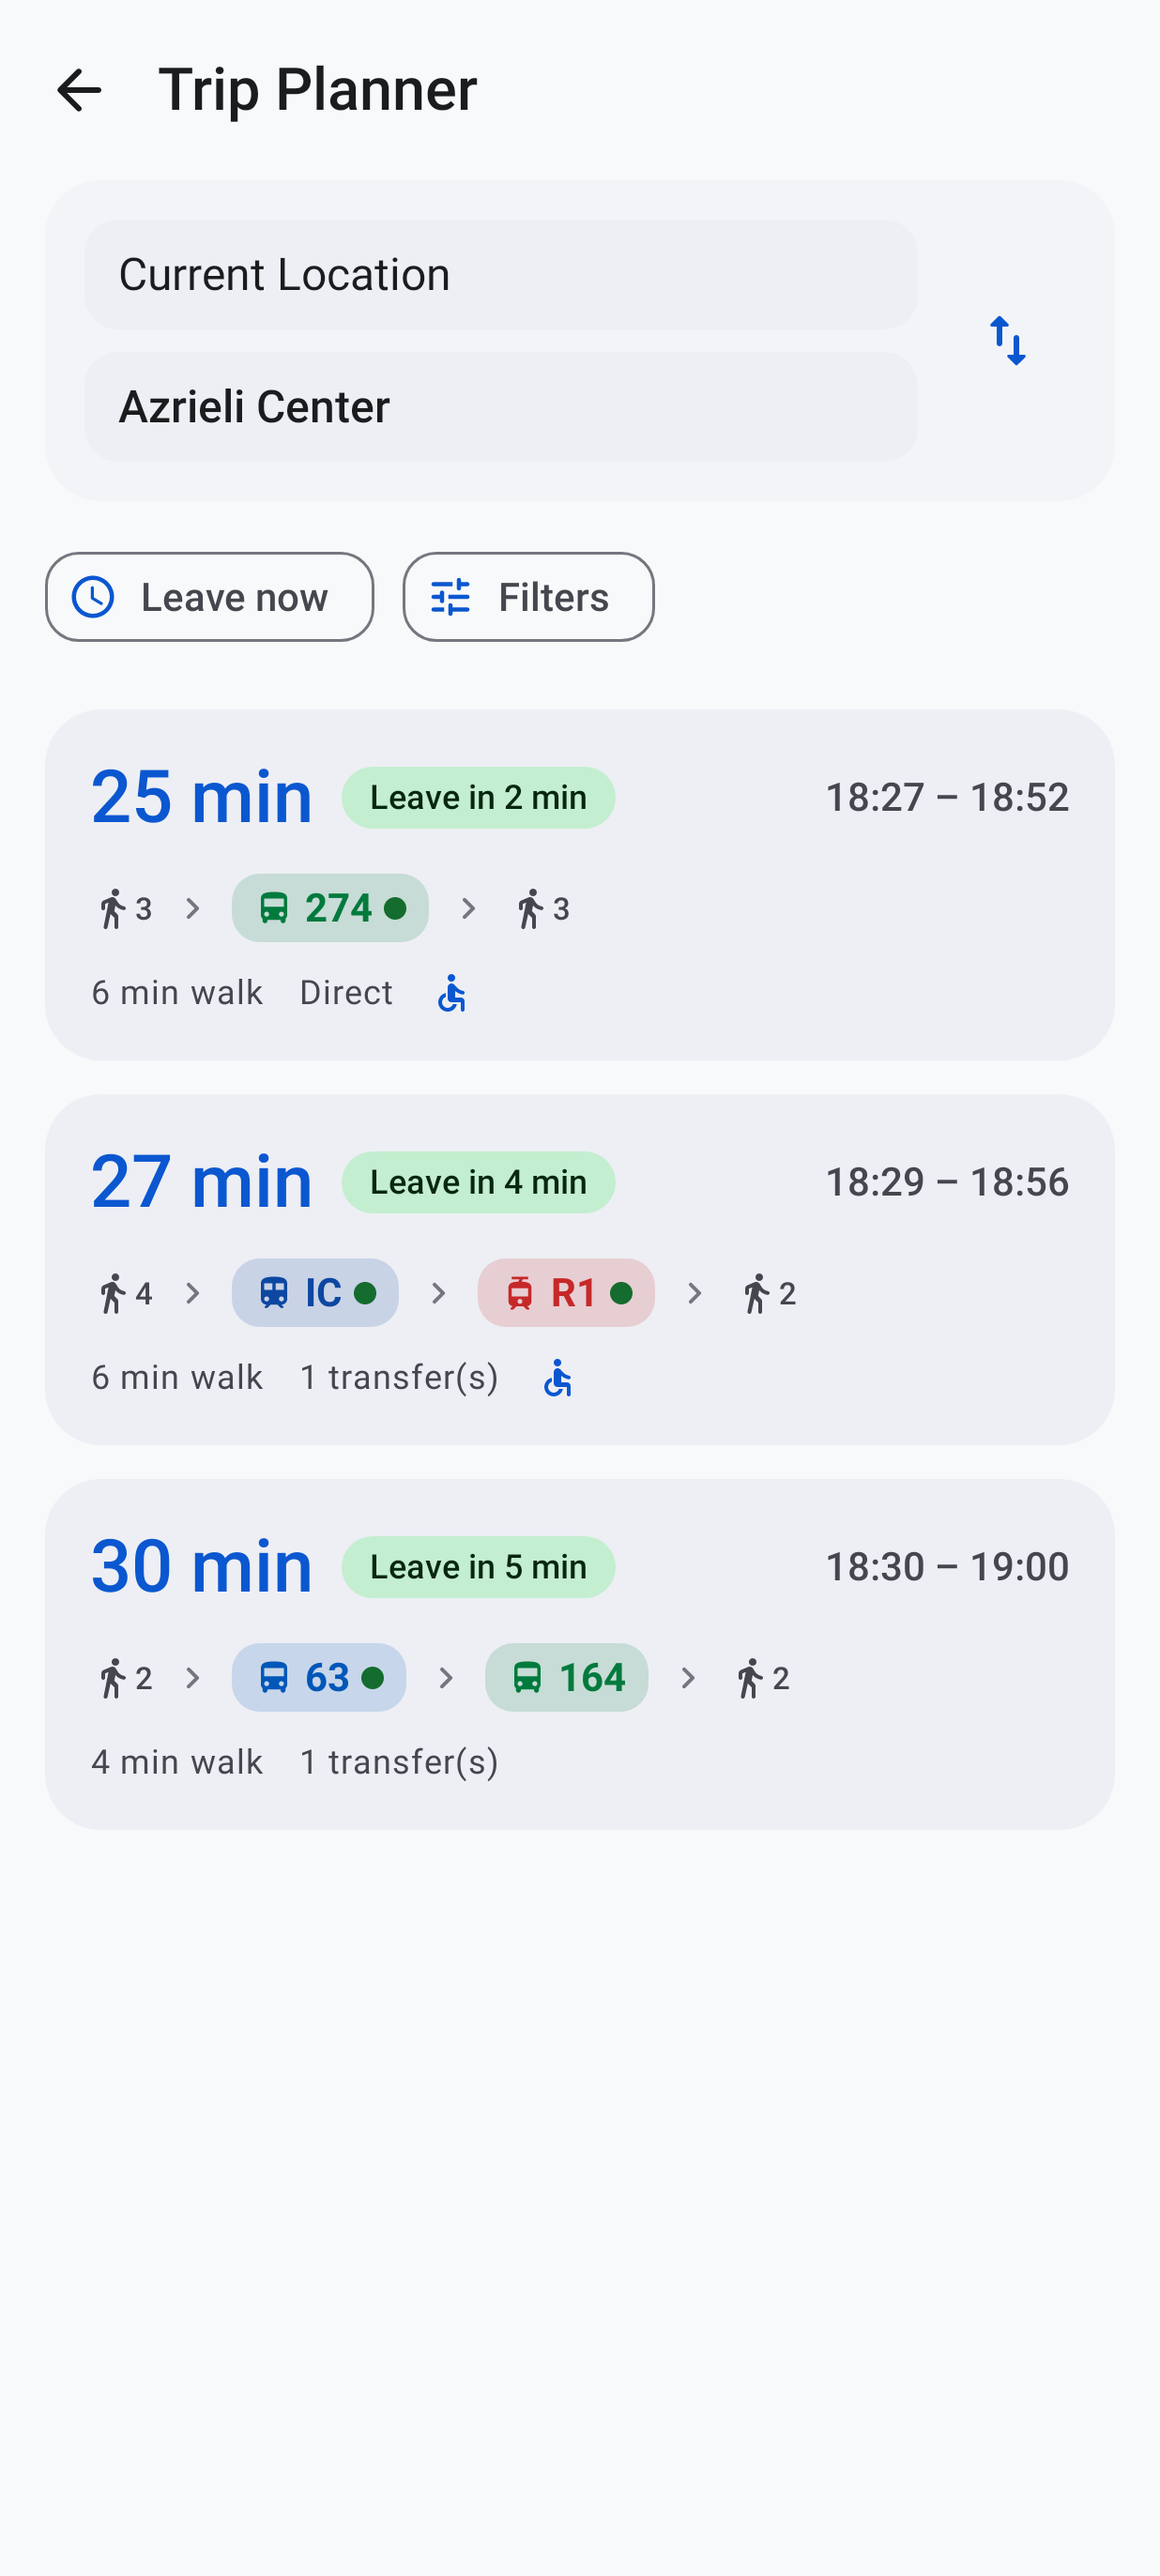 Trip Planner
Current Location
Azrieli Center
Leave now Filters
25 min Leave in 2 min 18:27 – 18:52
3 274 3
6 min walk Direct
27 min Leave in 4 min 18:29 – 18:56
4 IC R1 2
6 min walk 1 transfer(s)
30 min Leave in 5 min 18:30 – 19:00
2 63 164 2
4 min walk 1 transfer(s)